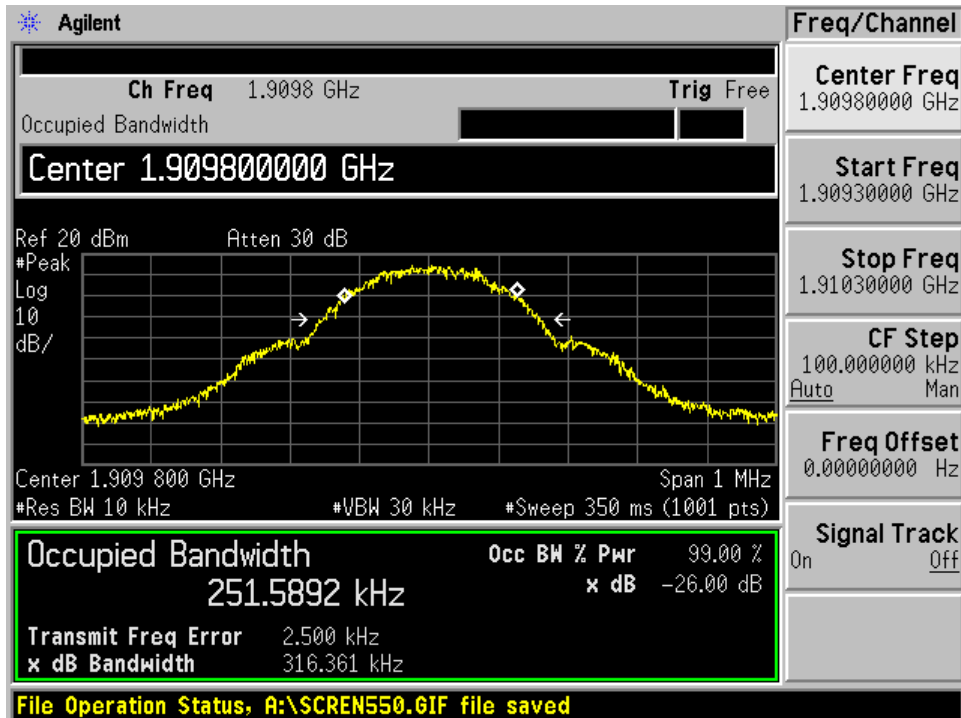 Agilent
Freq/Channel
Ch Freq 1.9098 GHz Trig Free
Occupied Bandwidth
Center 1.909800000 GHz
Ref 20 dBm Atten 30 dB
#Peak
Log
10
dB/
Center 1.909 800 GHz Span 1 MHz
#Res BW 10 kHz #VBW 30 kHz #Sweep 350 ms (1001 pts)
Occupied Bandwidth
251.5892 kHz
Occ BW % Pwr 99.00 %
x dB -26.00 dB
Transmit Freq Error 2.500 kHz
x dB Bandwidth 316.361 kHz
Center Freq
1.90980000 GHz
Start Freq
1.90930000 GHz
Stop Freq
1.91030000 GHz
CF Step
100.000000 kHz
Auto Man
Freq Offset
0.00000000 Hz
Signal Track
On Off
File Operation Status, A:\SCREN550.GIF file saved